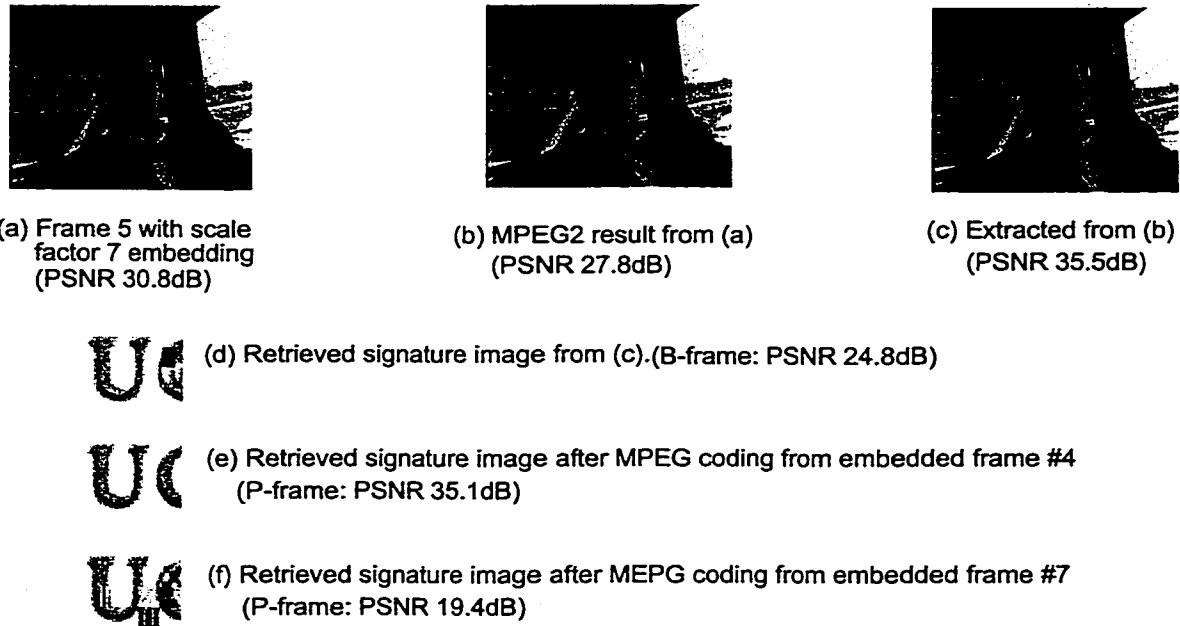 (a) Frame 5 with scale
factor 7 embedding
(PSNR 30.8dB)
(b) MPEG2 result from (a)
(PSNR 27.8dB)
(c) Extracted from (b)
(PSNR 35.5dB)
(d) Retrieved signature image from (c).(B-frame: PSNR 24.8dB)
(e) Retrieved signature image after MPEG coding from embedded frame #4
(P-frame: PSNR 35.1dB)
(f) Retrieved signature image after MEPG coding from embedded frame #7
(P-frame: PSNR 19.4dB)